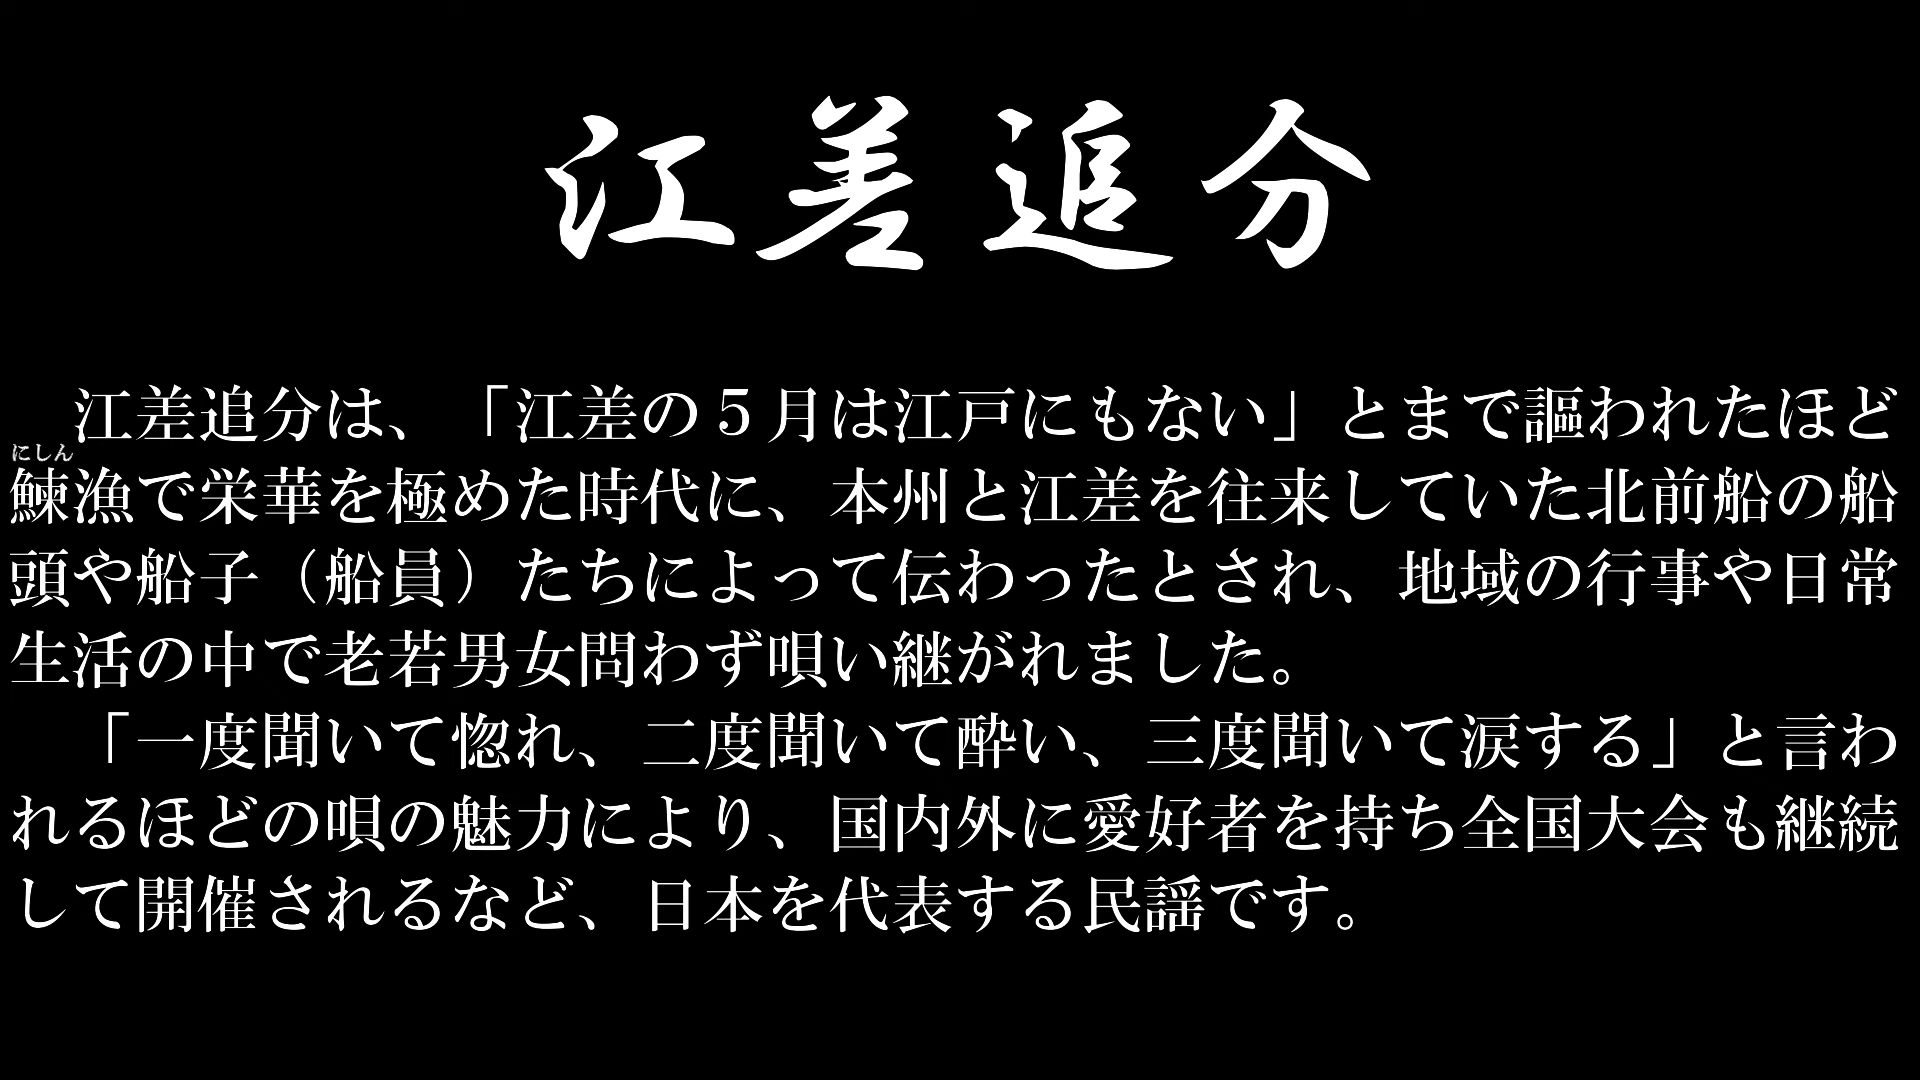 江差追分
江差追分は、「江差の５月は江戸にもない」とまで謳われたほど
にしん
鰊漁で栄華を極めた時代に、本州と江差を往来していた北前船の船
頭や船子（船員）たちによって伝わったとされ、地域の行事や日常
生活の中で老若男女問わず唄い継がれました。
「一度聞いて惚れ、二度聞いて酔い、三度聞いて涙する」と言わ
れるほどの唄の魅力により、国内外に愛好者を持ち全国大会も継続
して開催されるなど、日本を代表する民謡です。